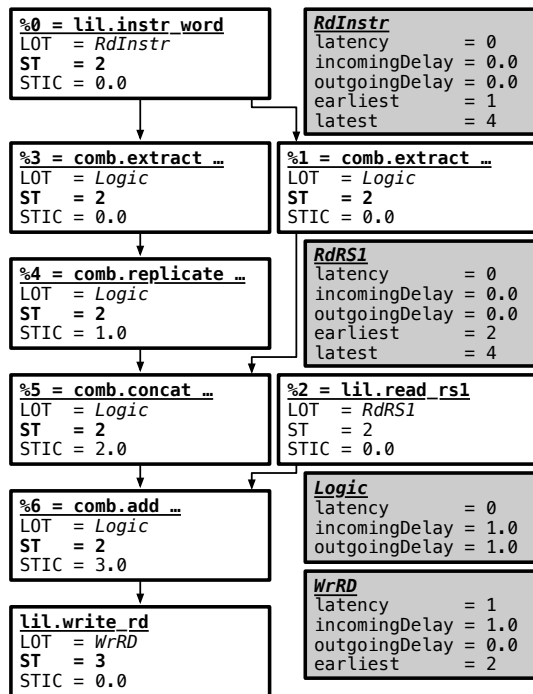 %0 = lil.instr_word
LOT = RdInstr
ST = 2
STIC = 0.0
RdInstr
latency = 0
incomingDelay = 0.0
outgoingDelay = 0.0
earliest = 1
latest = 4
%3 = comb.extract …
LOT = Logic
ST = 2
STIC = 0.0
%1 = comb.extract …
LOT = Logic
ST = 2
STIC = 0.0
%4 = comb.replicate …
LOT = Logic
ST = 2
STIC = 1.0
RdRS1
latency = 0
incomingDelay = 0.0
outgoingDelay = 0.0
earliest = 2
latest = 4
%5 = comb.concat …
LOT = Logic
ST = 2
STIC = 2.0
%2 = lil.read_rs1
LOT = RdRS1
ST = 2
STIC = 0.0
%6 = comb.add …
LOT = Logic
ST = 2
STIC = 3.0
Logic
latency = 0
incomingDelay = 1.0
outgoingDelay = 1.0
lil.write_rd
LOT = WrRD
ST = 3
STIC = 0.0
WrRD
latency = 1
incomingDelay = 1.0
outgoingDelay = 0.0
earliest = 2